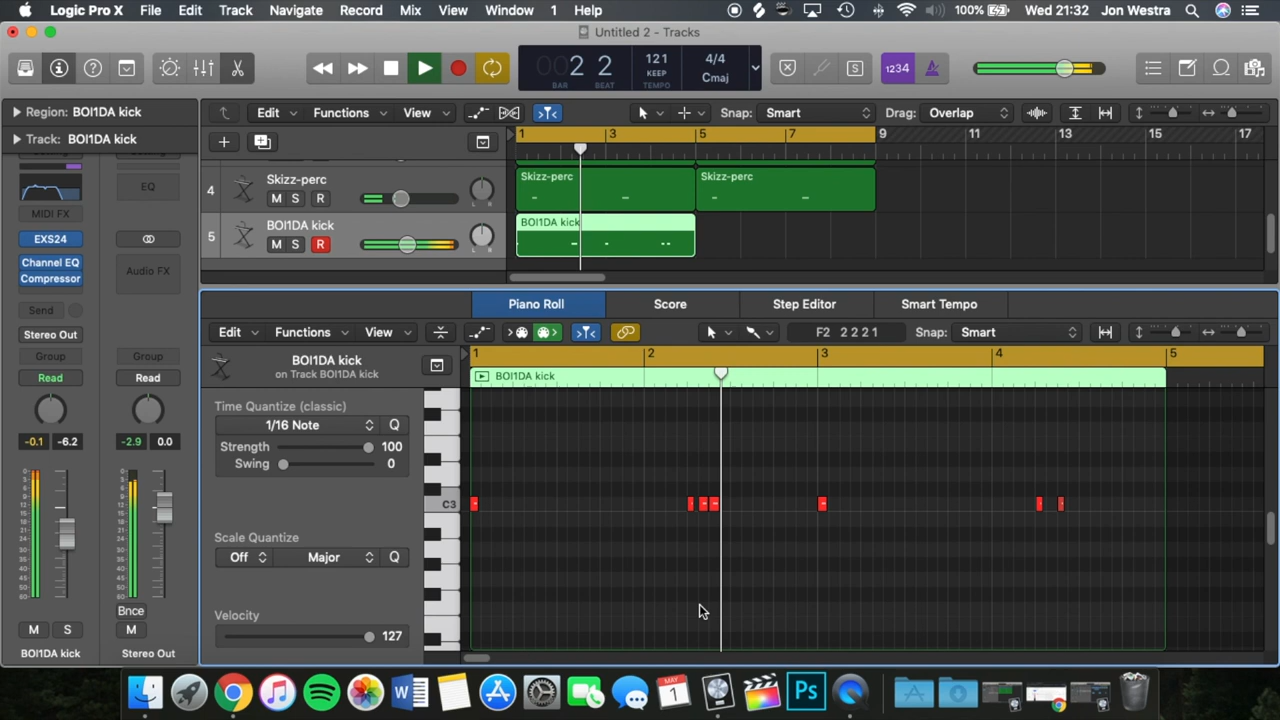 Logic Pro X File Edit Track Navigate Record Mix View Window 1 Help 100% Wed 21:32 Jon Westra
Untitled 2 - Tracks
002 2 121 4/4
KEEP Cmaj
BAR BEAT TEMPO
S 1234
Region: BOI1DA kick
Edit Functions View Snap: Smart Drag: Overlap
Track: BOI1DA kick
1 3 5 7 9 11 13 15 17
EQ
MIDI FX
EXS24
Channel EQ
Compressor
Audio FX
Send
Stereo Out
Group Group
Read Read
-0.1 -6.2 -2.9 0.0
Bnce
M S M
BOI1DA kick Stereo Out
4 Skizz-perc
M S R
L R
Skizz-perc Skizz-perc
5 BOI1DA kick
M S R
L R
BOI1DA kick
Piano Roll Score Step Editor Smart Tempo
Edit Functions View F2 2 2 2 1 Snap: Smart
BOI1DA kick
on Track BOI1DA kick
1 2 3 4 5
BOI1DA kick
Time Quantize (classic)
1/16 Note Q
Strength 100
Swing 0
C3
Scale Quantize
Off Major Q
Velocity
127
MAY
1
Ps